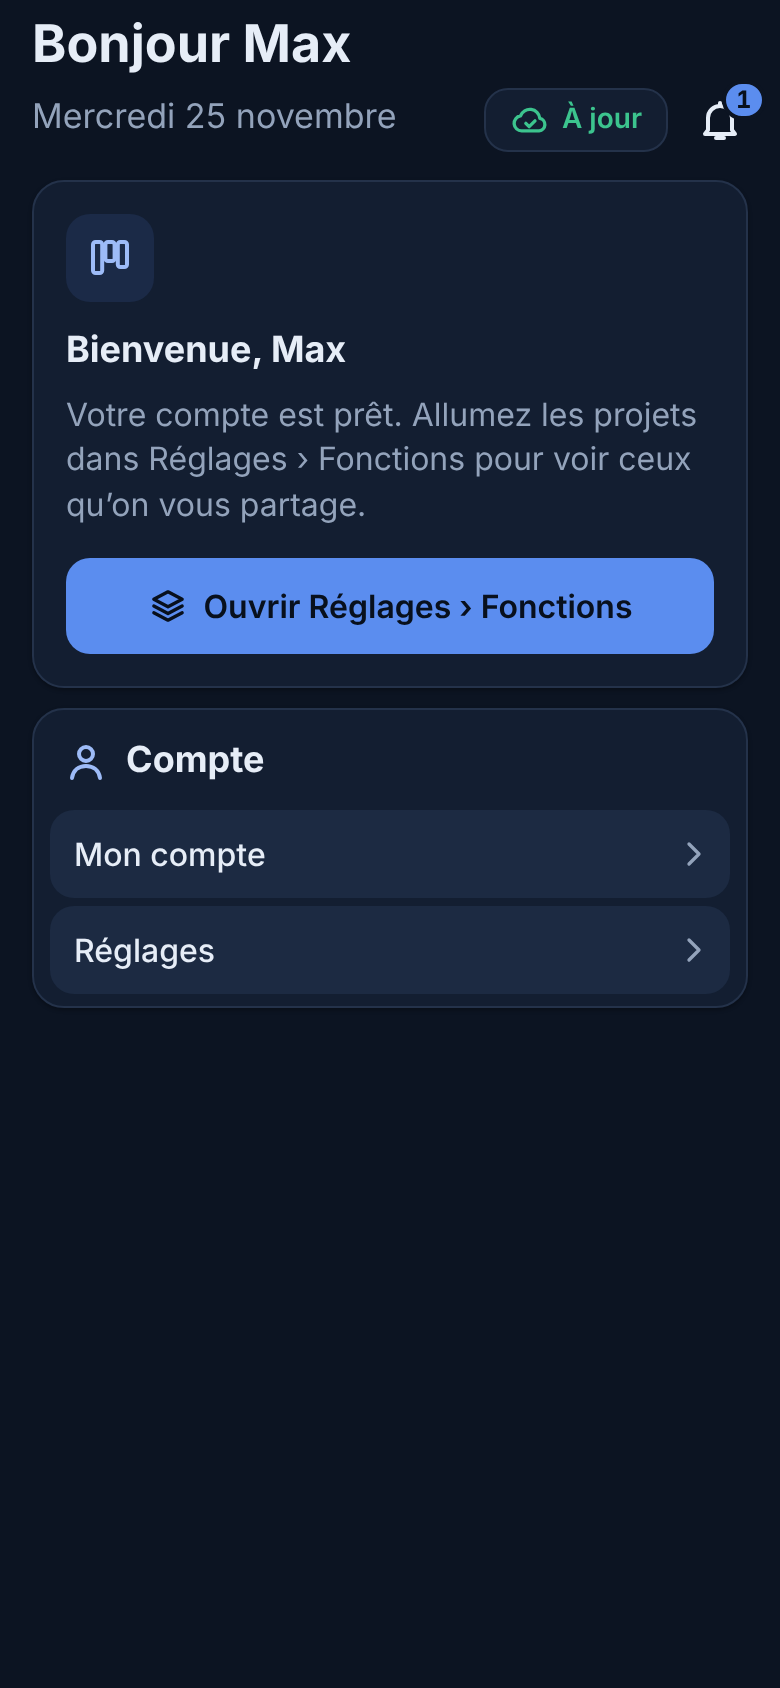 Bonjour Max
Mercredi 25 novembre
À jour
1
Bienvenue, Max
Votre compte est prêt. Allumez les projets
dans Réglages › Fonctions pour voir ceux
qu’on vous partage.
Ouvrir Réglages › Fonctions
Compte
Mon compte
Réglages